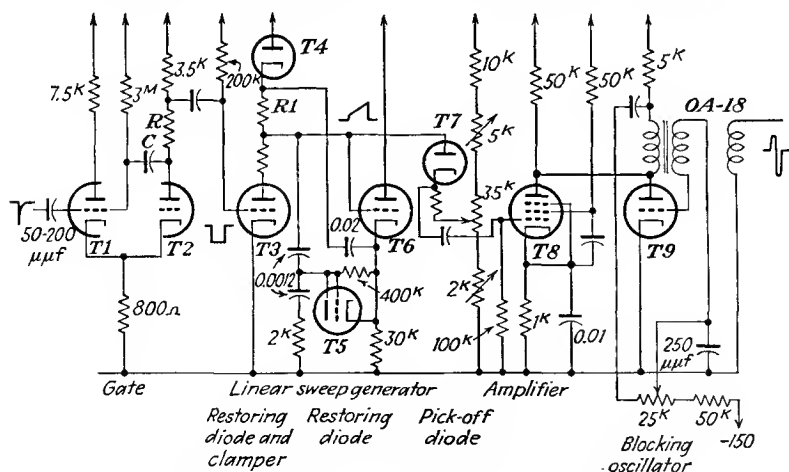 T4
7.5K
3M
3.5K
200K
R1
10K
50K
50K
5K
OA-18
R
C
T7
5K
35K
50-200
μμf
T1
T2
T3
0.02
T6
T8
T9
0.0012
400K
2K
800Ω
2K
T5
30K
100K
1K
0.01
250
μμf
Gate
Linear sweep generator
Amplifier
Restoring
diode and
clamper
Restoring
diode
Pick-off
diode
25K
50K
-150
Blocking
oscillator